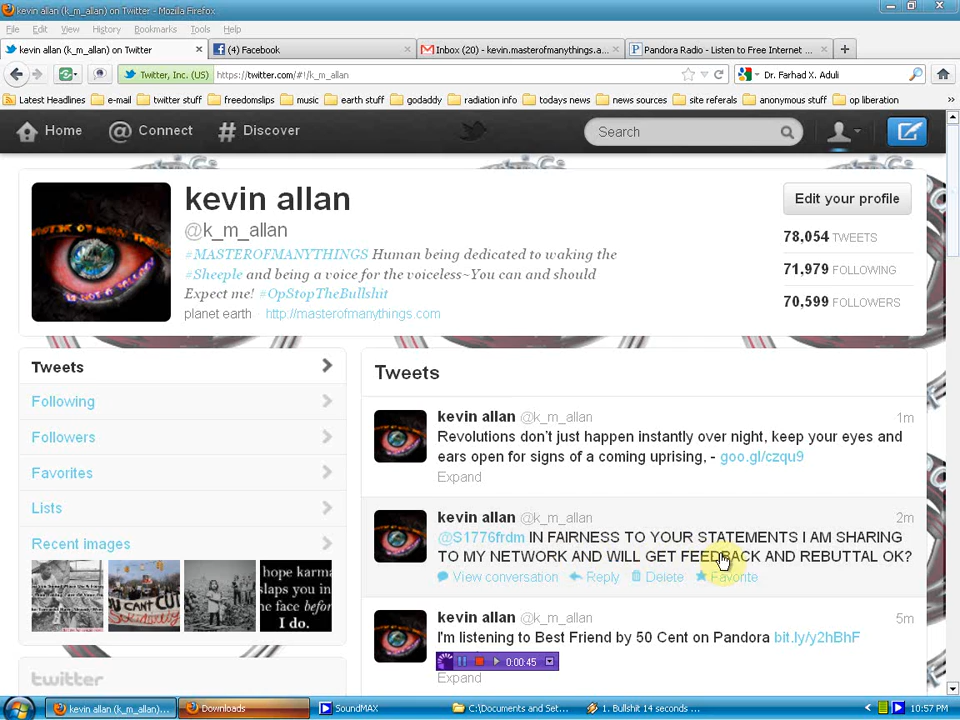 kevin allan (k_m_allan) on Twitter - Mozilla Firefox
File Edit View History Bookmarks Tools Help
kevin allan (k_m_allan) on Twitter × (4) Facebook × Inbox (20) - kevin.masterofmanythings.a... × Pandora Radio - Listen to Free Internet ... × +
Twitter, Inc. (US) https://twitter.com/#!/k_m_allan Dr. Farhad X. Aduli
Latest Headlines e-mail twitter stuff freedomslips music earth stuff godaddy radiation info todays news news sources site referals anonymous stuff op liberation »
Home @ Connect # Discover Search
kevin allan
@k_m_allan
#MASTEROFMANYTHINGS Human being dedicated to waking the
#Sheeple and being a voice for the voiceless~You can and should
Expect me! #OpStopTheBullshit
planet earth · http://masterofmanythings.com
Edit your profile
78,054 TWEETS
71,979 FOLLOWING
70,599 FOLLOWERS
Tweets
Following
Followers
Favorites
Lists
Recent images
YOU CAN'T CUT
hope karma
slaps you in
the face before
I do.
twitter
Tweets
kevin allan @k_m_allan 1m
Revolutions don't just happen instantly over night, keep your eyes and
ears open for signs of a coming uprising, - goo.gl/czqu9
Expand
kevin allan @k_m_allan 2m
@S1776frdm IN FAIRNESS TO YOUR STATEMENTS I AM SHARING
TO MY NETWORK AND WILL GET FEEDBACK AND REBUTTAL OK?
View conversation Reply Delete Favorite
kevin allan @k_m_allan 5m
I'm listening to Best Friend by 50 Cent on Pandora bit.ly/y2hBhF
0:00:45
Expand
kevin allan (k_m_allan)... Downloads SoundMAX C:\Documents and Set... 1. Bullshit 14 seconds ... 10:57 PM